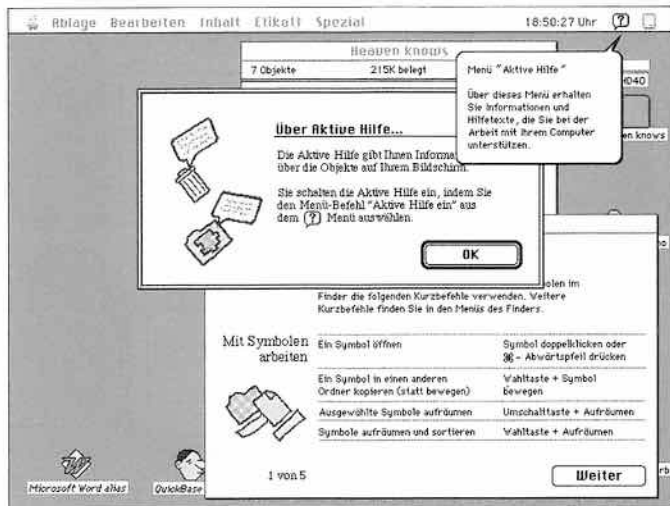 Ablage Bearbeiten Inhalt Etikett Spezial 18:50:27 Uhr
Heaven knows
7 Objekte 215K belegt
Menü "Aktive Hilfe"
Über dieses Menü erhalten
Sie Informationen und
Hilfetexte, die Sie bei der
Arbeit mit Ihrem Computer
unterstützen.
en knows
Über Aktive Hilfe...
Die Aktive Hilfe gibt Ihnen Informa
über die Objekte auf Ihrem Bildschirm.
Sie schalten die Aktive Hilfe ein, indem Sie
den Menü-Befehl "Aktive Hilfe ein" aus
dem (?) Menü auswählen.
OK
olen im
Finder die folgenden Kurzbefehle verwenden. Weitere
Kurzbefehle finden Sie in den Menüs des Finders.
Mit Symbolen
arbeiten
Ein Symbol öffnen
Symbol doppelklicken oder
⌘ - Abwärtspfeil drücken
Ein Symbol in einen anderen
Ordner kopieren (statt bewegen)
Wahltaste + Symbol
bewegen
Ausgewählte Symbole aufräumen
Umschalttaste + Aufräumen
Symbole aufräumen und sortieren
Wahltaste + Aufräumen
1 von 5
Weiter
Microsoft Word alias
QuickBase